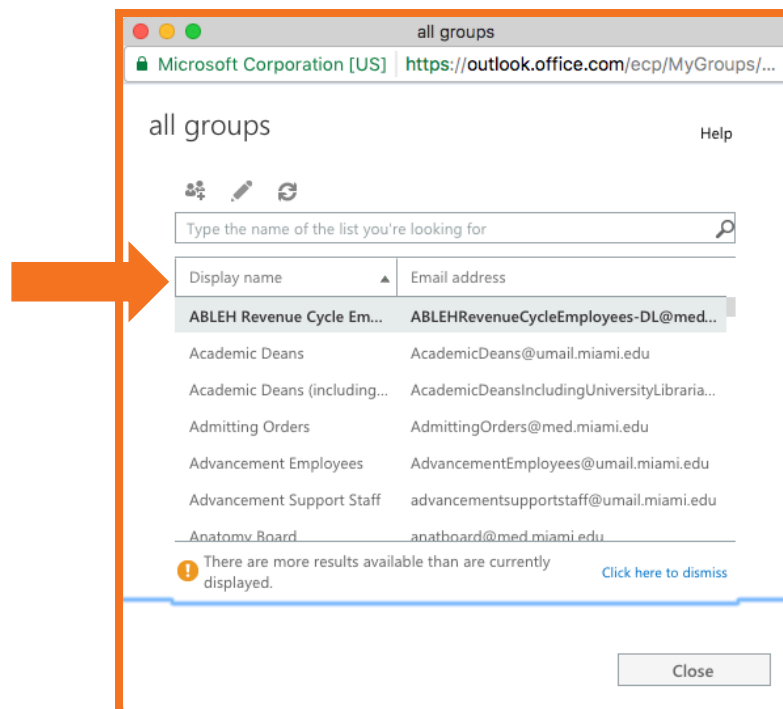 all groups
Microsoft Corporation [US] https://outlook.office.com/ecp/MyGroups/...
all groups
Help
Type the name of the list you're looking for
Display name Email address
ABLEH Revenue Cycle Em... ABLEHRevenueCycleEmployees-DL@med...
Academic Deans AcademicDeans@umail.miami.edu
Academic Deans (including... AcademicDeansIncludingUniversityLibraria...
Admitting Orders AdmittingOrders@med.miami.edu
Advancement Employees AdvancementEmployees@umail.miami.edu
Advancement Support Staff advancementsupportstaff@umail.miami.edu
Anatomy Board anatboard@med.miami.edu
There are more results available than are currently
displayed.
Click here to dismiss
Close